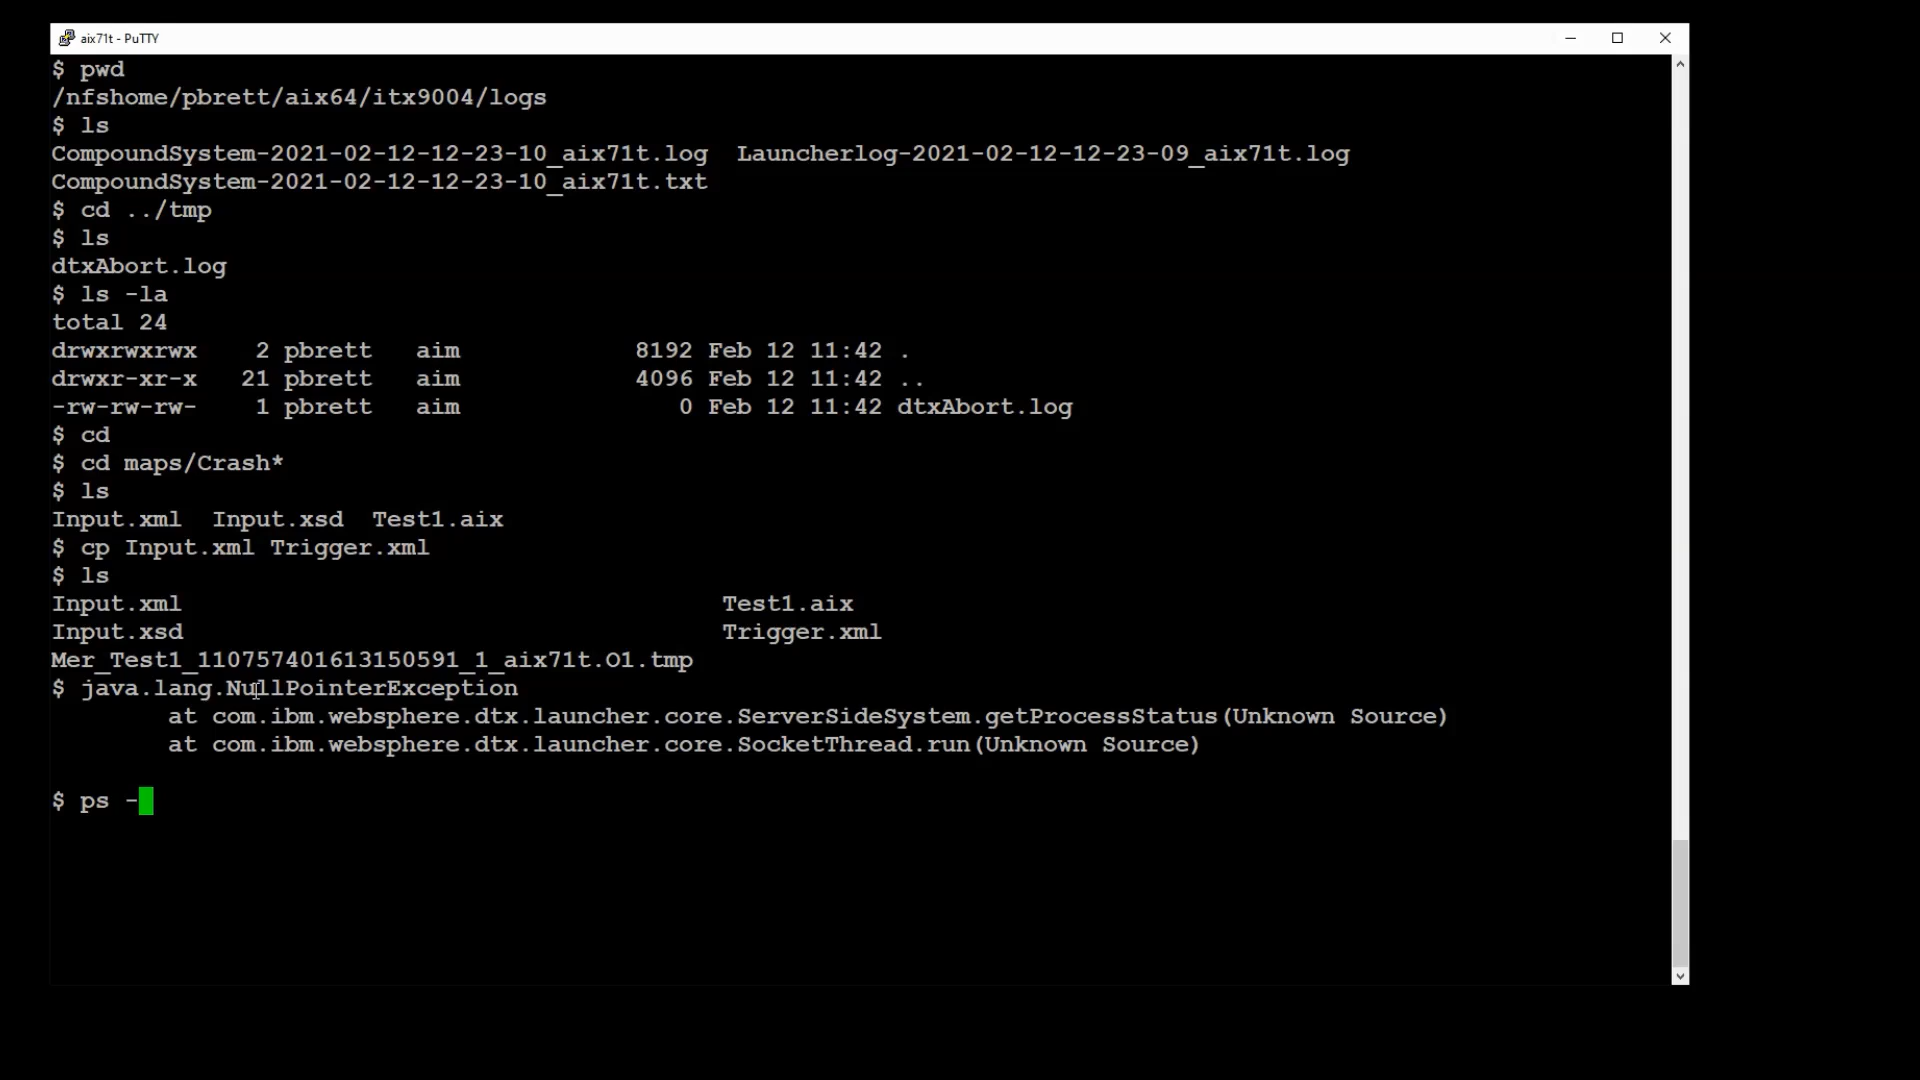 aix71t - PuTTY
$ pwd
/nfshome/pbrett/aix64/itx9004/logs
$ ls
CompoundSystem-2021-02-12-12-23-10_aix71t.log  Launcherlog-2021-02-12-12-23-09_aix71t.log
CompoundSystem-2021-02-12-12-23-10_aix71t.txt
$ cd ../tmp
$ ls
dtxAbort.log
$ ls -la
total 24
drwxrwxrwx    2 pbrett   aim            8192 Feb 12 11:42 .
drwxr-xr-x   21 pbrett   aim            4096 Feb 12 11:42 ..
-rw-rw-rw-    1 pbrett   aim               0 Feb 12 11:42 dtxAbort.log
$ cd
$ cd maps/Crash*
$ ls
Input.xml  Input.xsd  Test1.aix
$ cp Input.xml Trigger.xml
$ ls
Input.xml                                     Test1.aix
Input.xsd                                     Trigger.xml
Mer_Test1_110757401613150591_1_aix71t.O1.tmp
$ java.lang.NullPointerException
        at com.ibm.websphere.dtx.launcher.core.ServerSideSystem.getProcessStatus(Unknown Source)
        at com.ibm.websphere.dtx.launcher.core.SocketThread.run(Unknown Source)
$ ps -